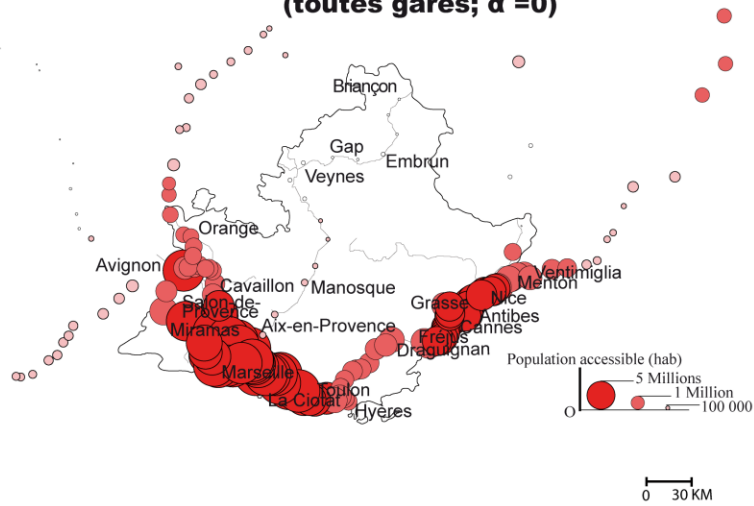 (toutes gares; α =0)
Briançon
Gap
Embrun
Veynes
Orange
Avignon
Ventimiglia
Menton
Cavaillon
Manosque
Nice
Salon-de-
Provence
Grasse
Antibes
Miramas
Aix-en-Provence
Cannes
Fréjus
Draguignan
Marseille
Toulon
La Ciotat
Hyères
Population accessible (hab)
5 Millions
1 Million
100 000
O
0 30 KM